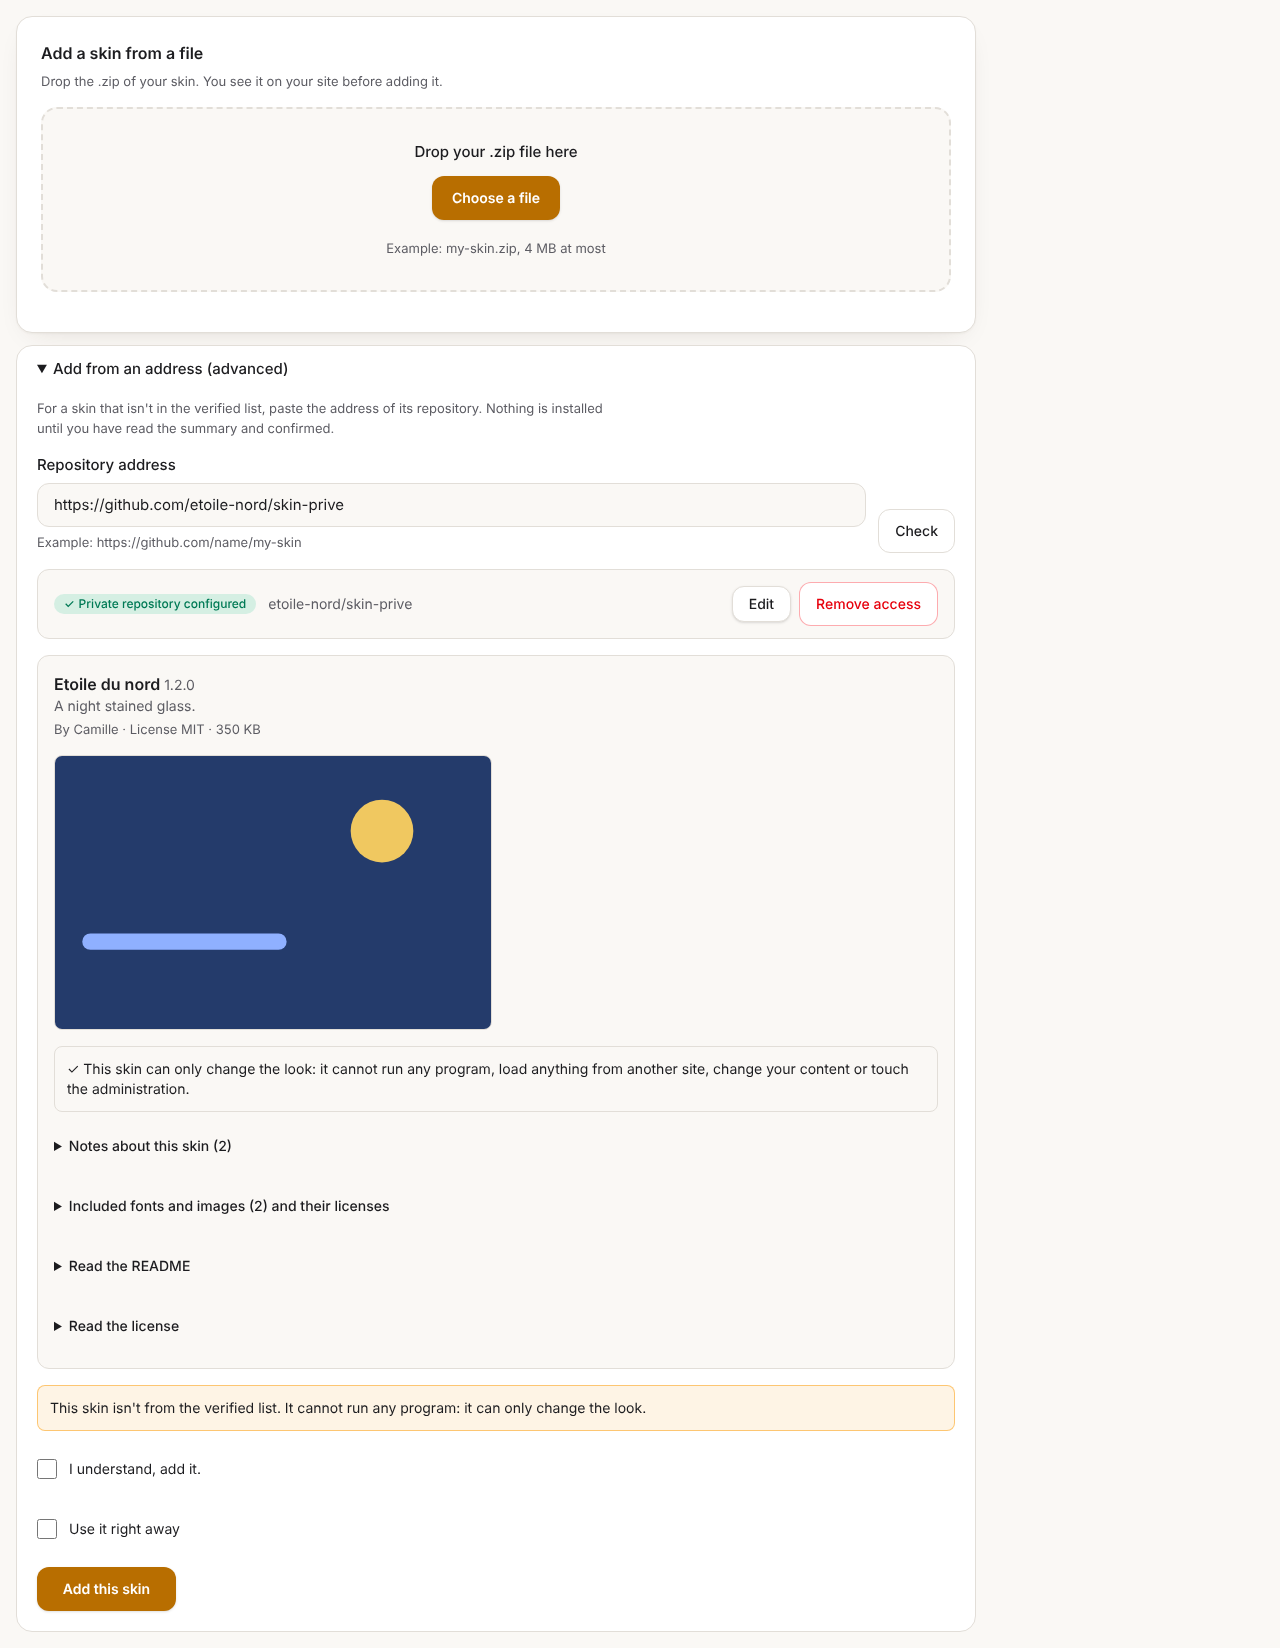 Add a skin from a file
Drop the .zip of your skin. You see it on your site before adding it.
Drop your .zip file here
Choose a file
Example: my-skin.zip, 4 MB at most
▼ Add from an address (advanced)
For a skin that isn't in the verified list, paste the address of its repository. Nothing is installed
until you have read the summary and confirmed.
Repository address
https://github.com/etoile-nord/skin-prive
Example: https://github.com/name/my-skin
Check
✓ Private repository configured etoile-nord/skin-prive Edit Remove access
Etoile du nord 1.2.0
A night stained glass.
By Camille · License MIT · 350 KB
✓ This skin can only change the look: it cannot run any program, load anything from another site, change your content or touch
the administration.
▶ Notes about this skin (2)
▶ Included fonts and images (2) and their licenses
▶ Read the README
▶ Read the license
This skin isn't from the verified list. It cannot run any program: it can only change the look.
I understand, add it.
Use it right away
Add this skin